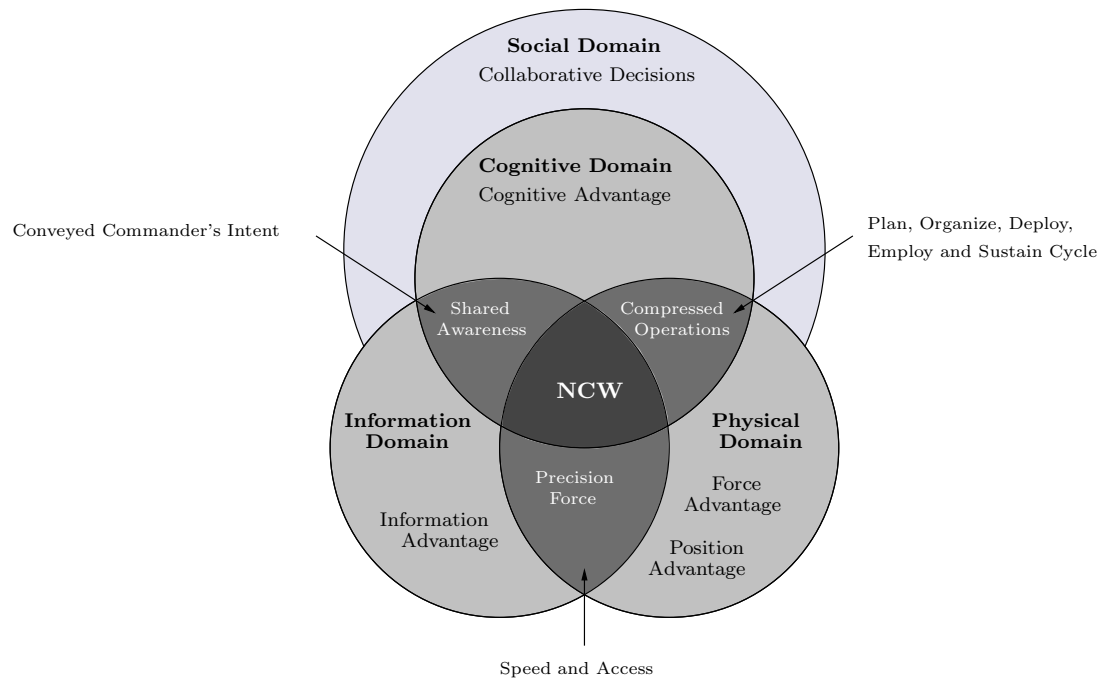 Social Domain
Collaborative Decisions
Cognitive Domain
Cognitive Advantage
Conveyed Commander's Intent
Plan, Organize, Deploy,
Employ and Sustain Cycle
Shared
Awareness
Compressed
Operations
NCW
Information
Domain
Physical
Domain
Precision
Force
Force
Advantage
Information
Advantage
Position
Advantage
Speed and Access